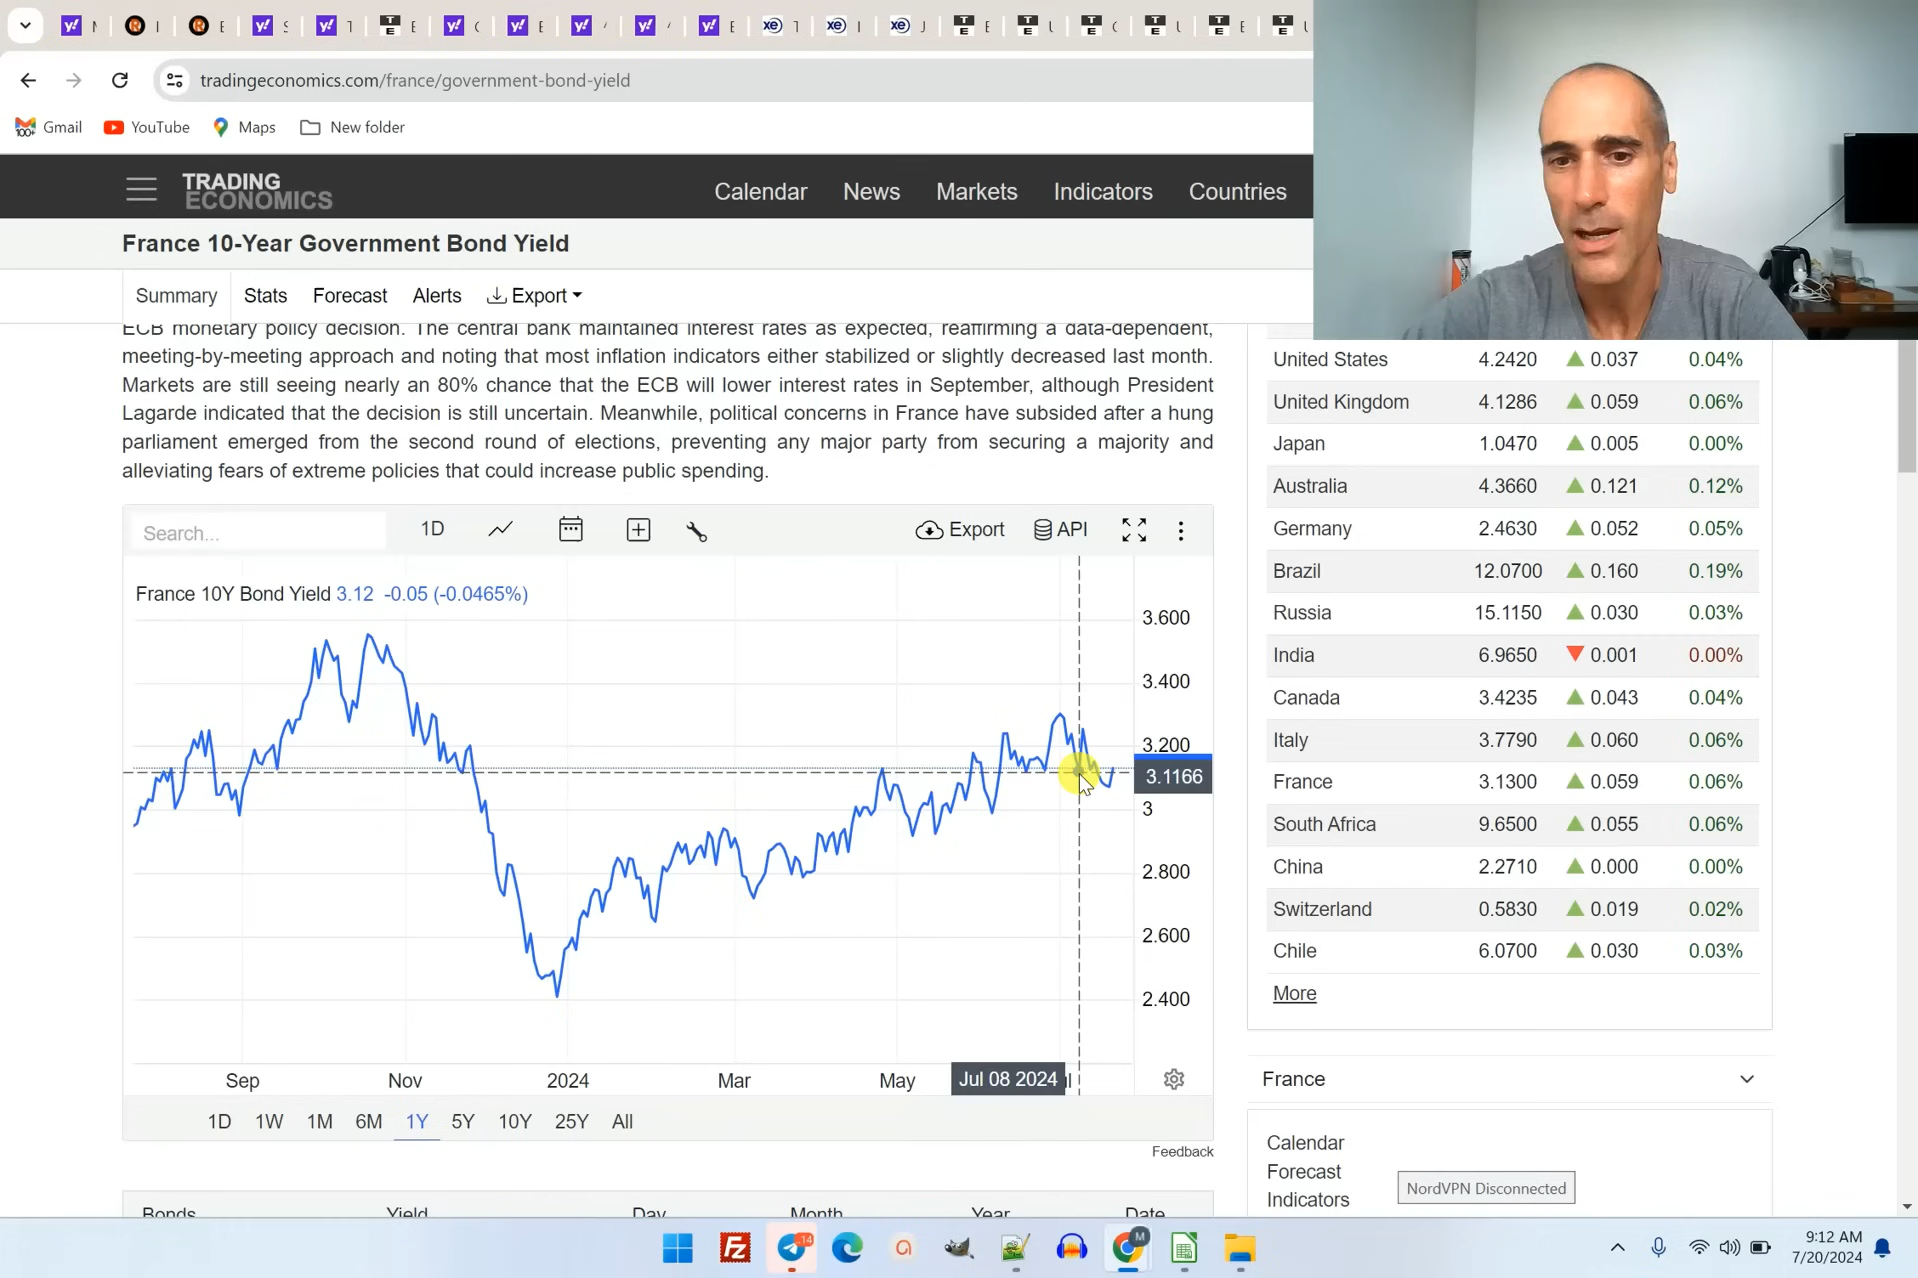 M
I
E
S
T
E
C
E
E
T
I
J
E
U
C
U
E
U
tradingeconomics.com/france/government-bond-yield
Gmail
YouTube
Maps
New folder
TRADING
ECONOMICS
Calendar
News
Markets
Indicators
Countries
France 10-Year Government Bond Yield
Summary
Stats
Forecast
Alerts
Export
ECB monetary policy decision. The central bank maintained interest rates as expected, reaffirming a data-dependent,
meeting-by-meeting approach and noting that most inflation indicators either stabilized or slightly decreased last month.
Markets are still seeing nearly an 80% chance that the ECB will lower interest rates in September, although President
Lagarde indicated that the decision is still uncertain. Meanwhile, political concerns in France have subsided after a hung
parliament emerged from the second round of elections, preventing any major party from securing a majority and
alleviating fears of extreme policies that could increase public spending.
Search...
1D
Export
API
France 10Y Bond Yield 3.12 -0.05 (-0.0465%)
3.600
3.400
3.200
3.1166
3
2.800
2.600
2.400
Sep
Nov
2024
Mar
May
Jul 08 2024
1D 1W 1M 6M 1Y 5Y 10Y 25Y All
Feedback
Bonds Yield Day Month Year Date
United States 4.2420 0.037 0.04%
United Kingdom 4.1286 0.059 0.06%
Japan 1.0470 0.005 0.00%
Australia 4.3660 0.121 0.12%
Germany 2.4630 0.052 0.05%
Brazil 12.0700 0.160 0.19%
Russia 15.1150 0.030 0.03%
India 6.9650 0.001 0.00%
Canada 3.4235 0.043 0.04%
Italy 3.7790 0.060 0.06%
France 3.1300 0.059 0.06%
South Africa 9.6500 0.055 0.06%
China 2.2710 0.000 0.00%
Switzerland 0.5830 0.019 0.02%
Chile 6.0700 0.030 0.03%
More
France
Calendar
Forecast
Indicators
NordVPN Disconnected
14
M
9:12 AM
7/20/2024